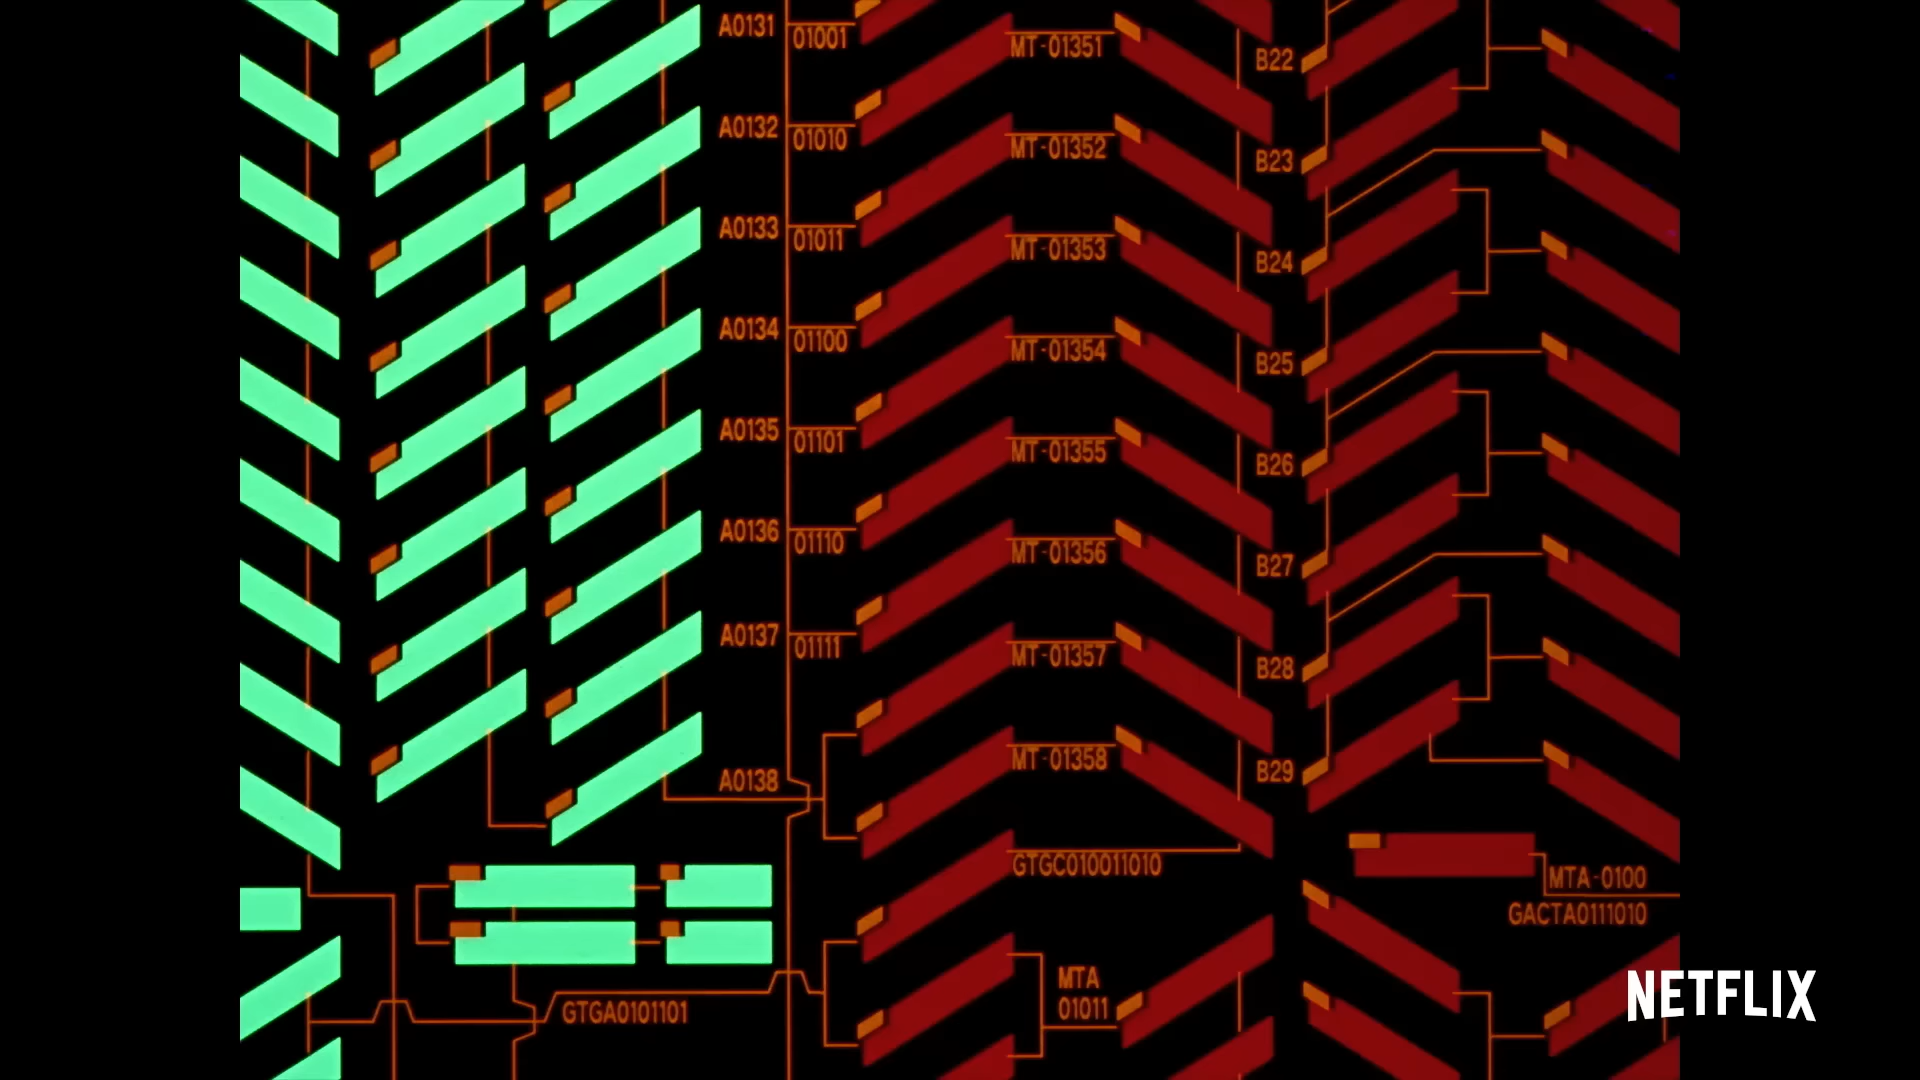 A0131
01001
MT-01351
B22
A0132
01010
MT-01352
B23
A0133
01011
MT-01353
B24
A0134
01100
MT-01354
B25
A0135
01101
MT-01355
B26
A0136
01110
MT-01356
B27
A0137
01111
MT-01357
B28
A0138
MT-01358
B29
GTGC010011010
MTA-0100
GACTA0111010
MTA
01011
GTGA0101101
NETFLIX